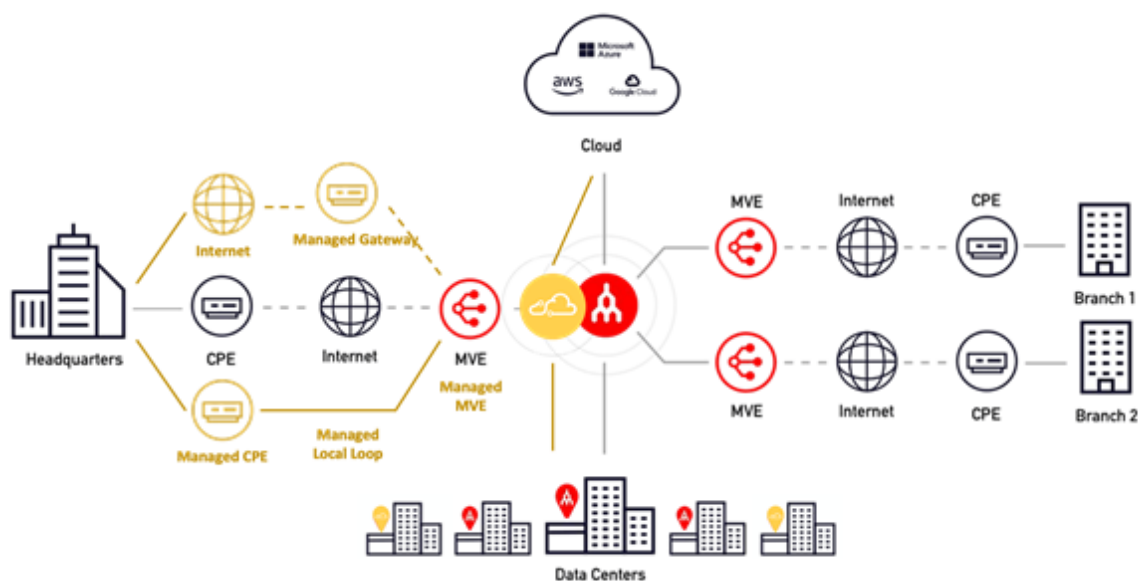 Microsoft
Azure
aws
Google Cloud
Cloud
MVE
Internet
CPE
Internet
Managed Gateway
Branch 1
Headquarters
CPE
Internet
MVE
Managed
MVE
MVE
Internet
CPE
Branch 2
Managed CPE
Managed
Local Loop
Data Centers